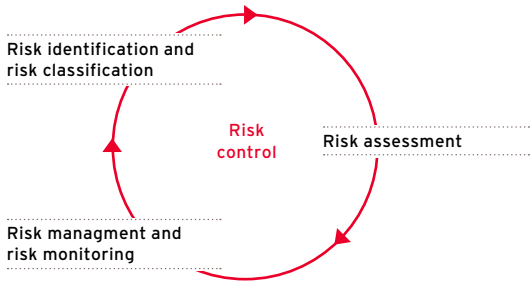 Risk identification and
risk classification
Risk
control
Risk assessment
Risk managment and
risk monitoring